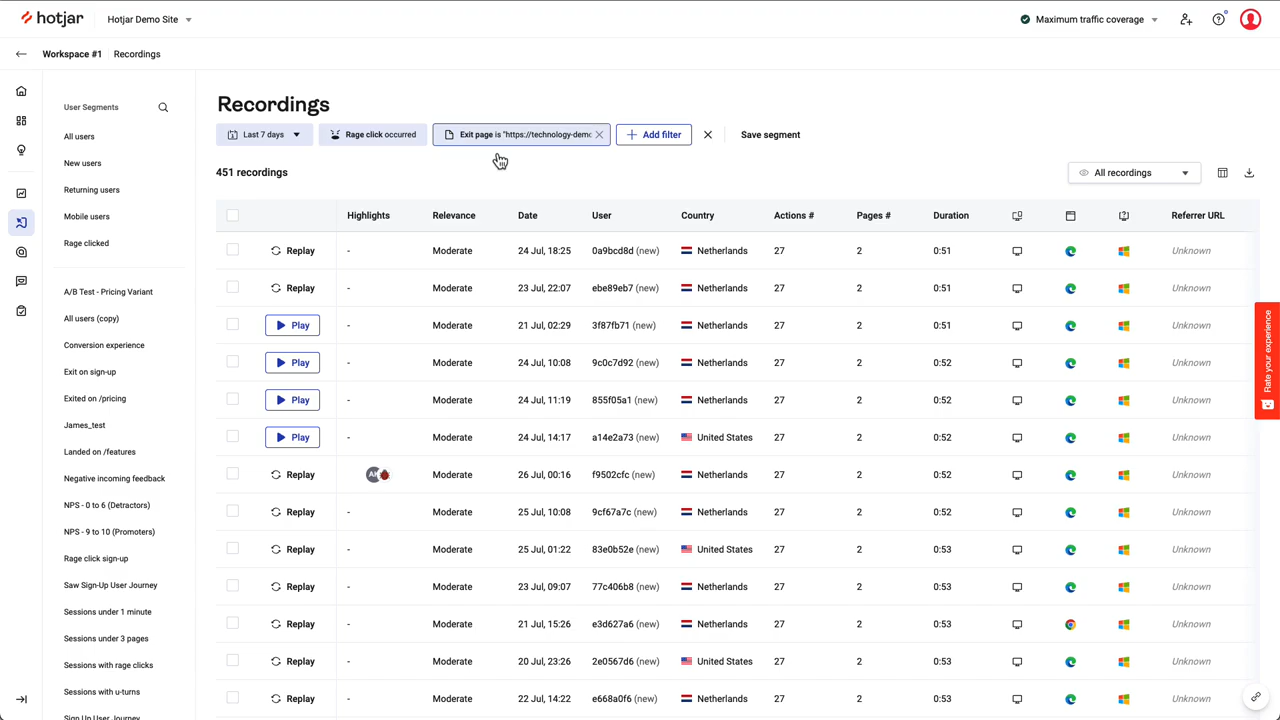 hotjar Hotjar Demo Site Maximum traffic coverage
Workspace #1 Recordings
User Segments
All users
New users
Returning users
Mobile users
Rage clicked
A/B Test - Pricing Variant
All users (copy)
Conversion experience
Exit on sign-up
Exited on /pricing
James_test
Landed on /features
Negative incoming feedback
NPS - 0 to 6 (Detractors)
NPS - 9 to 10 (Promoters)
Rage click sign-up
Saw Sign-Up User Journey
Sessions under 1 minute
Sessions under 3 pages
Sessions with rage clicks
Sessions with u-turns
Sign Up User Journey
Recordings
Last 7 days Rage click occurred Exit page is "https://technology-demo Add filter Save segment
451 recordings All recordings
Highlights Relevance Date User Country Actions # Pages # Duration Referrer URL
Replay - Moderate 24 Jul, 18:25 0a9bcd8d (new) Netherlands 27 2 0:51 Unknown
Replay - Moderate 23 Jul, 22:07 ebe89eb7 (new) Netherlands 27 2 0:51 Unknown
Play - Moderate 21 Jul, 02:29 3f87fb71 (new) Netherlands 27 2 0:51 Unknown
Play - Moderate 24 Jul, 10:08 9c0c7d92 (new) Netherlands 27 2 0:52 Unknown
Play - Moderate 24 Jul, 11:19 855f05a1 (new) Netherlands 27 2 0:52 Unknown
Play - Moderate 24 Jul, 14:17 a14e2a73 (new) United States 27 2 0:52 Unknown
Replay Moderate 26 Jul, 00:16 f9502cfc (new) Netherlands 27 2 0:52 Unknown
Replay - Moderate 25 Jul, 10:08 9cf67a7c (new) Netherlands 27 2 0:52 Unknown
Replay - Moderate 25 Jul, 01:22 83e0b52e (new) United States 27 2 0:53 Unknown
Replay - Moderate 23 Jul, 09:07 77c406b8 (new) Netherlands 27 2 0:53 Unknown
Replay - Moderate 21 Jul, 15:26 e3d627a6 (new) Netherlands 27 2 0:53 Unknown
Replay - Moderate 20 Jul, 23:26 2e0567d6 (new) United States 27 2 0:53 Unknown
Replay - Moderate 22 Jul, 14:22 e668a0f6 (new) Netherlands 27 2 0:53 Unknown
Rate your experience